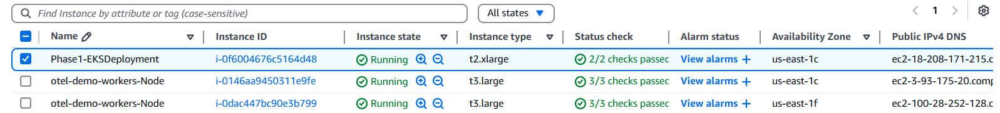 Find Instance by attribute or tag (case-sensitive) All states 1
Name Instance ID Instance state Instance type Status check Alarm status Availability Zone Public IPv4 DNS
Phase1-EKSDeployment i-0f6004676c5164d48 Running t2.xlarge 2/2 checks passed View alarms + us-east-1c ec2-18-208-171-215.c
otel-demo-workers-Node i-0146aa9450311e9fe Running t3.large 3/3 checks passed View alarms + us-east-1c ec2-3-93-175-20.comp
otel-demo-workers-Node i-0dac447bc90e3b799 Running t3.large 3/3 checks passed View alarms + us-east-1f ec2-100-28-252-128.c